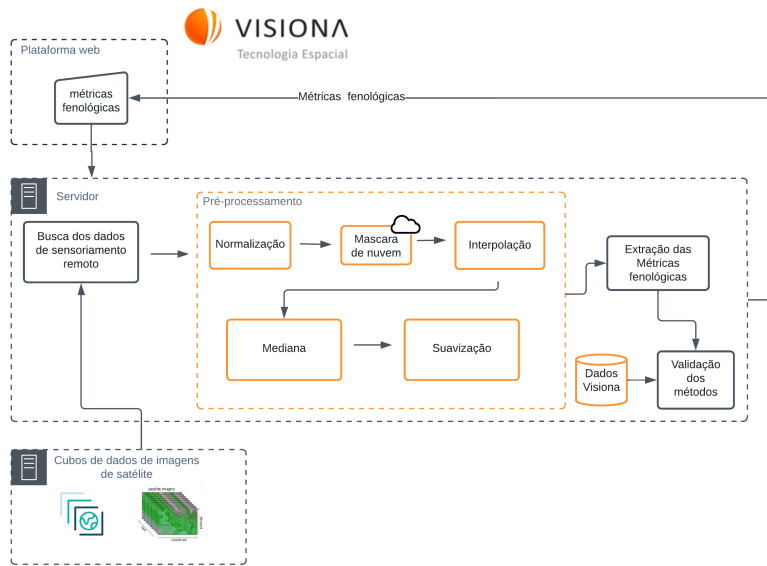 VISIONA
Tecnologia Espacial
Plataforma web
métricas
fenológicas
Métricas fenológicas
Servidor
Busca dos dados
de sensoriamento
remoto
Pré-processamento
Normalização
Mascara
de nuvem
Interpolação
Mediana
Suavização
Extração das
Métricas
fenológicas
Dados
Visiona
Validação
dos
métodos
Cubos de dados de imagens
de satélite
Satellite Imagery